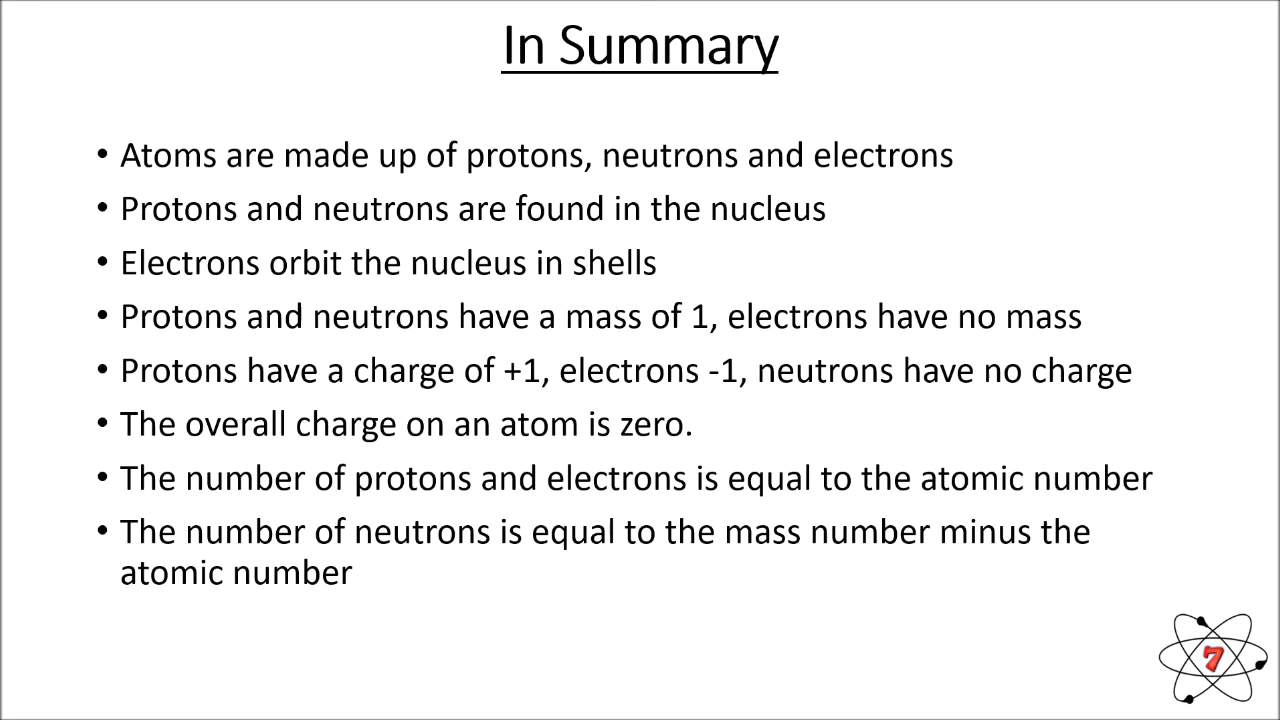 In Summary
• Atoms are made up of protons, neutrons and electrons
• Protons and neutrons are found in the nucleus
• Electrons orbit the nucleus in shells
• Protons and neutrons have a mass of 1, electrons have no mass
• Protons have a charge of +1, electrons -1, neutrons have no charge
• The overall charge on an atom is zero.
• The number of protons and electrons is equal to the atomic number
• The number of neutrons is equal to the mass number minus the
atomic number
7